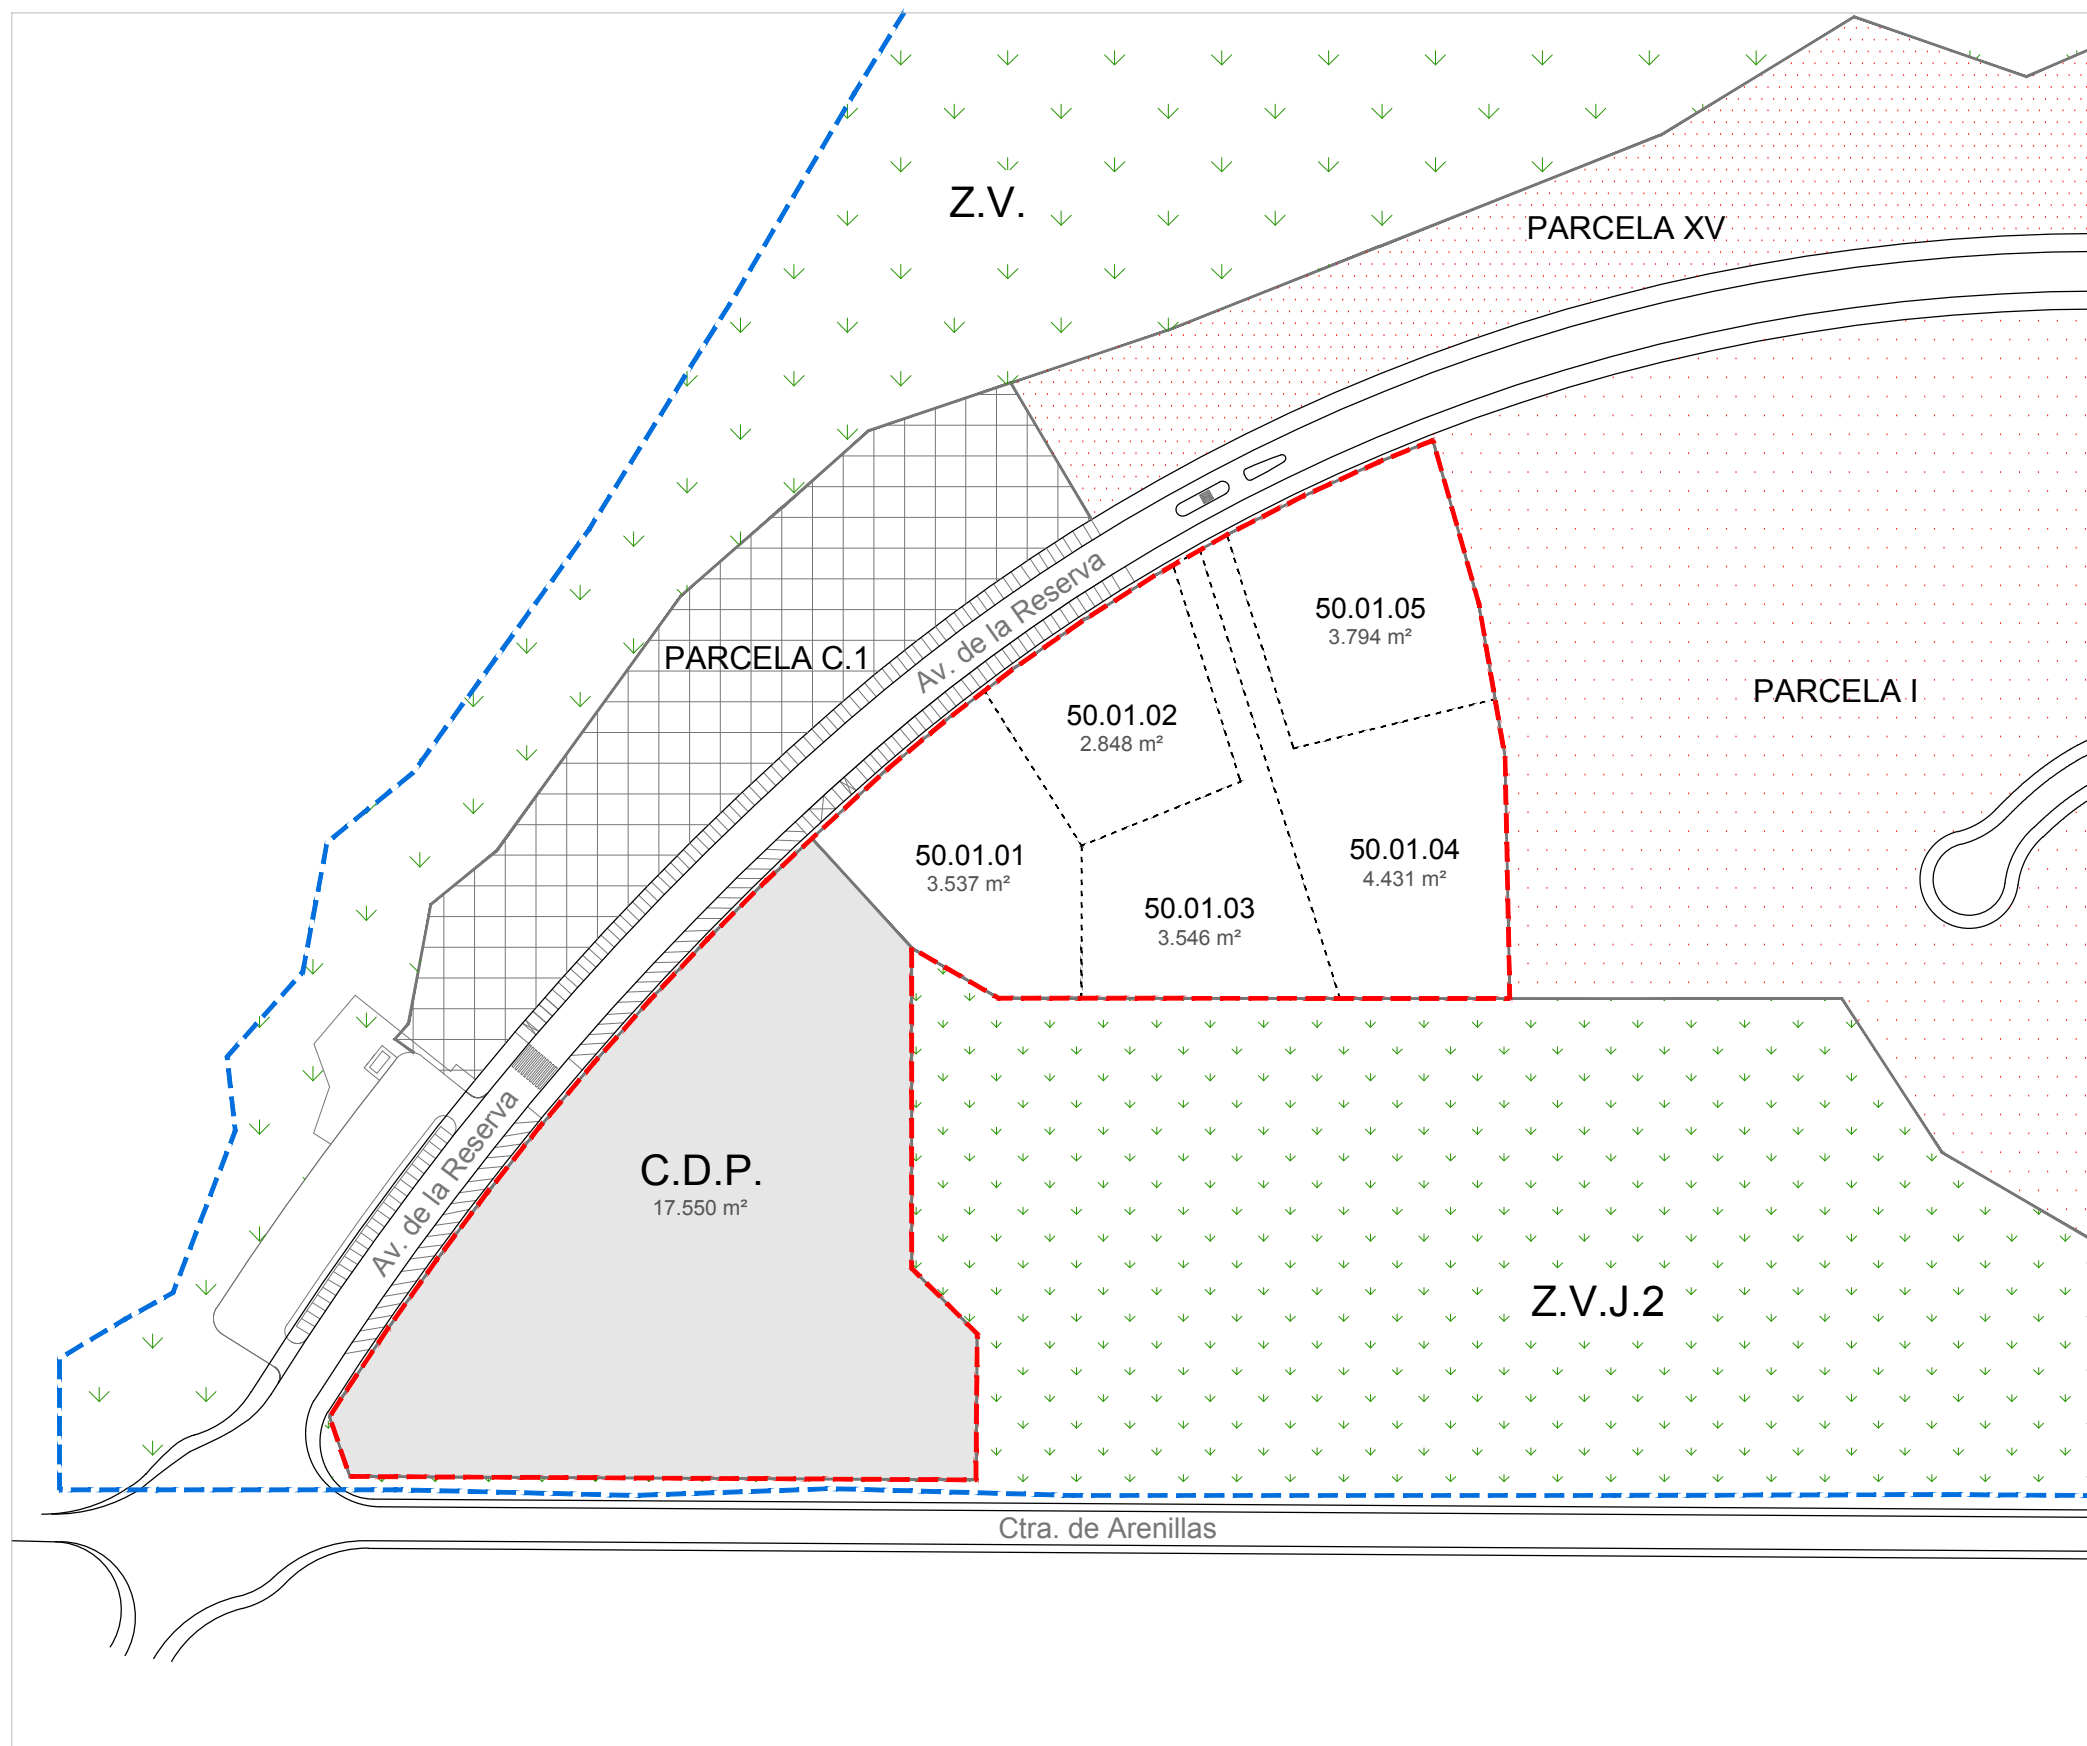 Z.V.
PARCELA XV
50.01.05
3.794 m²
Av. de la Reserva
PARCELA C.1
PARCELA I
50.01.02
2.848 m²
50.01.01
3.537 m²
50.01.04
4.431 m²
50.01.03
3.546 m²
Av. de la Reserva
C.D.P.
17.550 m²
Z.V.J.2
Ctra. de Arenillas